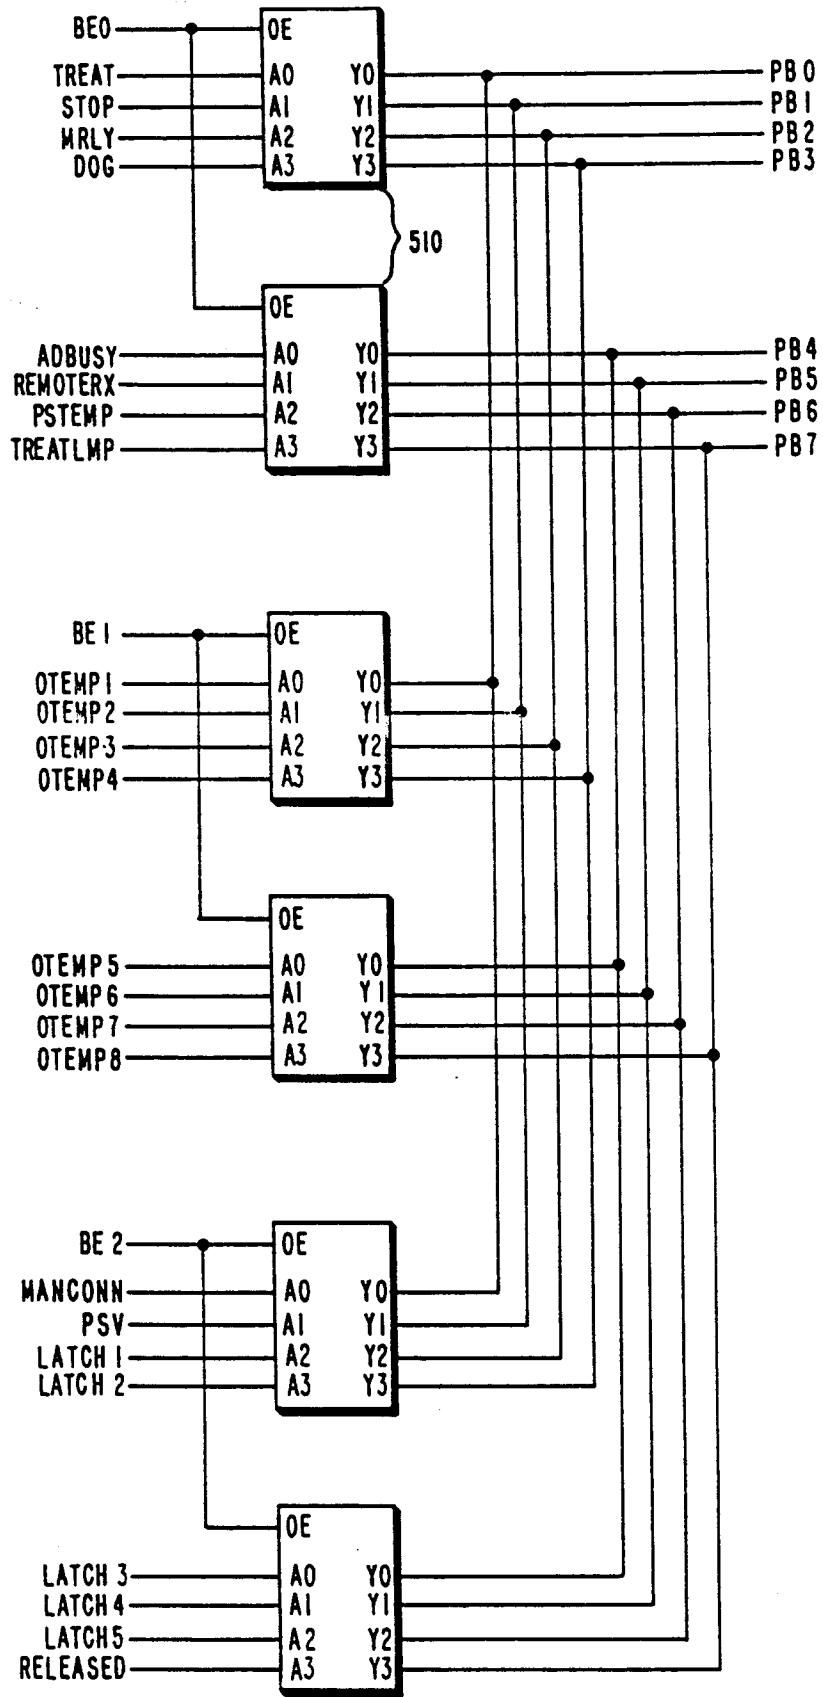 BE0 OE
TREAT A0 Y0 PB0
STOP A1 Y1 PB1
MRLY A2 Y2 PB2
DOG A3 Y3 PB3
510
OE
ADBUSY A0 Y0 PB4
REMOTERX A1 Y1 PB5
PSTEMP A2 Y2 PB6
TREATLMP A3 Y3 PB7
BE1 OE
OTEMP1 A0 Y0
OTEMP2 A1 Y1
OTEMP3 A2 Y2
OTEMP4 A3 Y3
OE
OTEMP5 A0 Y0
OTEMP6 A1 Y1
OTEMP7 A2 Y2
OTEMP8 A3 Y3
BE2 OE
MANCONN A0 Y0
PSV A1 Y1
LATCH 1 A2 Y2
LATCH 2 A3 Y3
OE
LATCH 3 A0 Y0
LATCH 4 A1 Y1
LATCH 5 A2 Y2
RELEASED A3 Y3